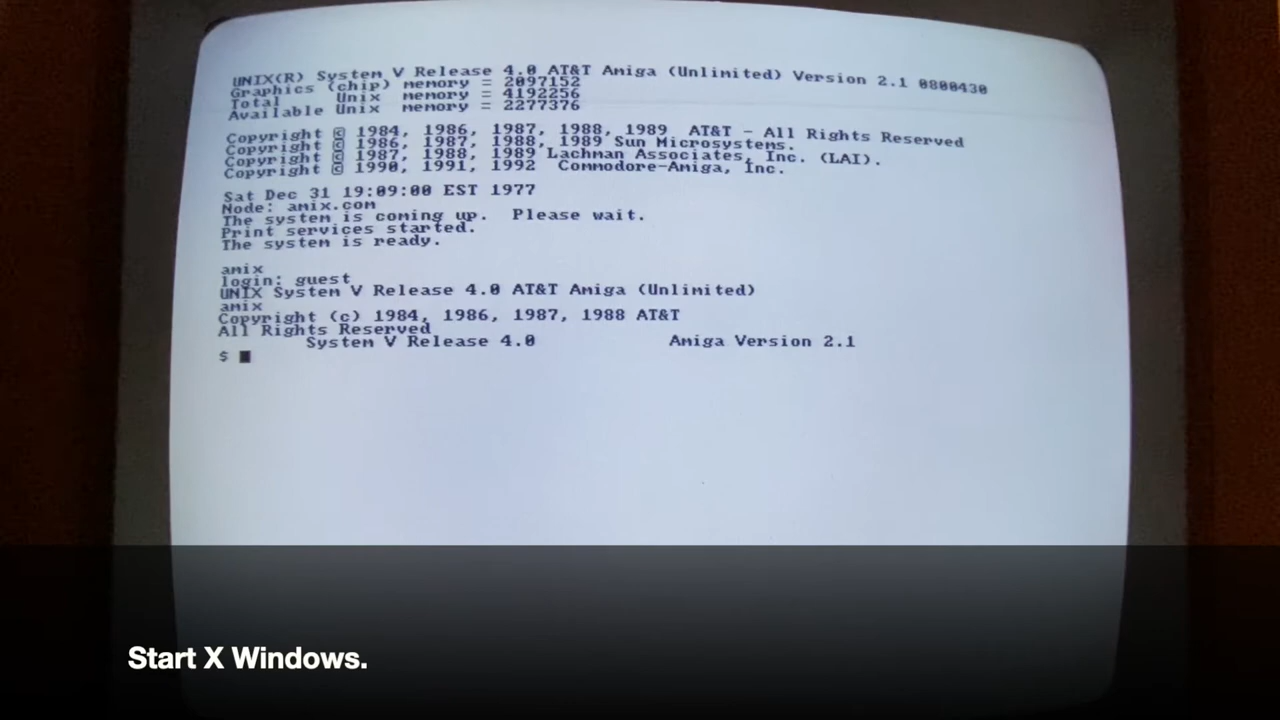 UNIX(R) System V Release 4.0 AT&T Amiga (Unlimited) Version 2.1 0800430
Graphics (chip) memory = 2097152
Total Unix memory = 4192256
Available Unix memory = 2277376
Copyright © 1984, 1986, 1987, 1988, 1989 AT&T - All Rights Reserved
Copyright © 1986, 1987, 1988, 1989 Sun Microsystems.
Copyright © 1987, 1988, 1989 Lachman Associates, Inc. (LAI).
Copyright © 1990, 1991, 1992 Commodore-Amiga, Inc.
Sat Dec 31 19:09:00 EST 1977
Node: amix.com
The system is coming up. Please wait.
Print services started.
The system is ready.
amix
login: guest
UNIX System V Release 4.0 AT&T Amiga (Unlimited)
amix
Copyright (c) 1984, 1986, 1987, 1988 AT&T
All Rights Reserved
System V Release 4.0 Amiga Version 2.1
$
Start X Windows.